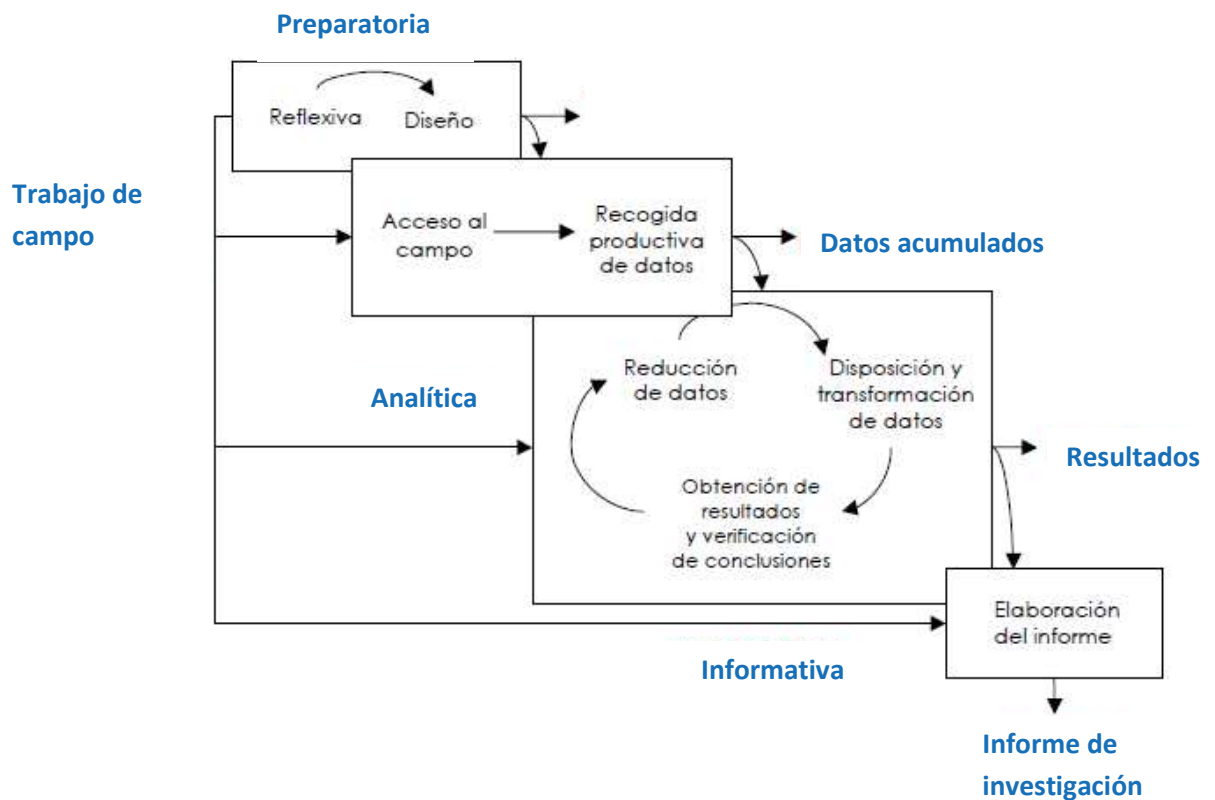 Preparatoria
Reflexiva
Diseño
Trabajo de
campo
Acceso al
campo
Recogida
productiva
de datos
Datos acumulados
Analítica
Reducción
de datos
Disposición y
transformación
de datos
Obtención de
resultados
y verificación
de conclusiones
Resultados
Elaboración
del informe
Informativa
Informe de
investigación